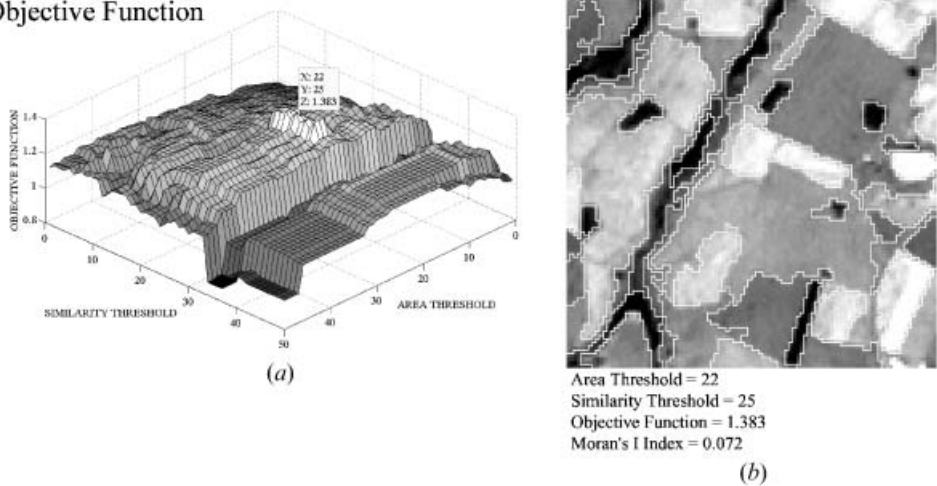 Objective Function
X: 22
Y: 25
Z: 1.383
1.4
1.2
1
0.8
OBJECTIVE FUNCTION
0
10
20
30
40
50
SIMILARITY THRESHOLD
40
30
20
10
0
AREA THRESHOLD
(a)
Area Threshold = 22
Similarity Threshold = 25
Objective Function = 1.383
Moran's I Index = 0.072
(b)